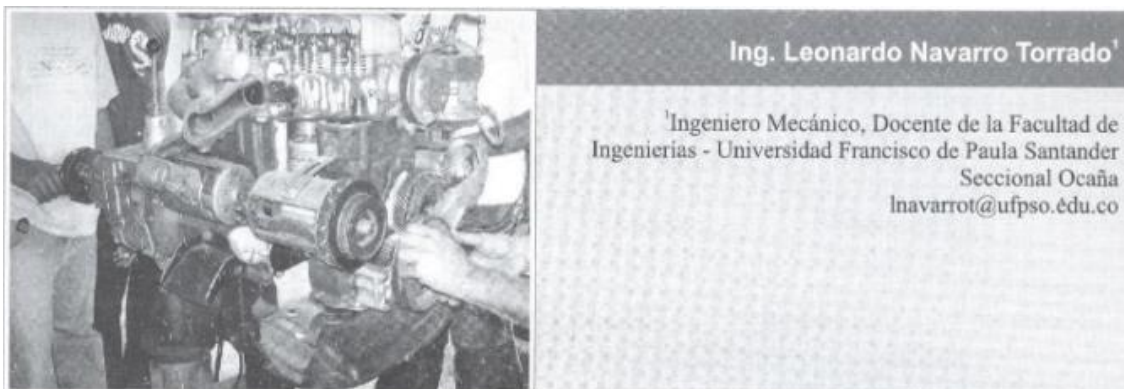 Ing. Leonardo Navarro Torrado¹
¹Ingeniero Mecánico, Docente de la Facultad de
Ingenierias - Universidad Francisco de Paula Santander
Seccional Ocaña
lnavarrot@ufpso.edu.co